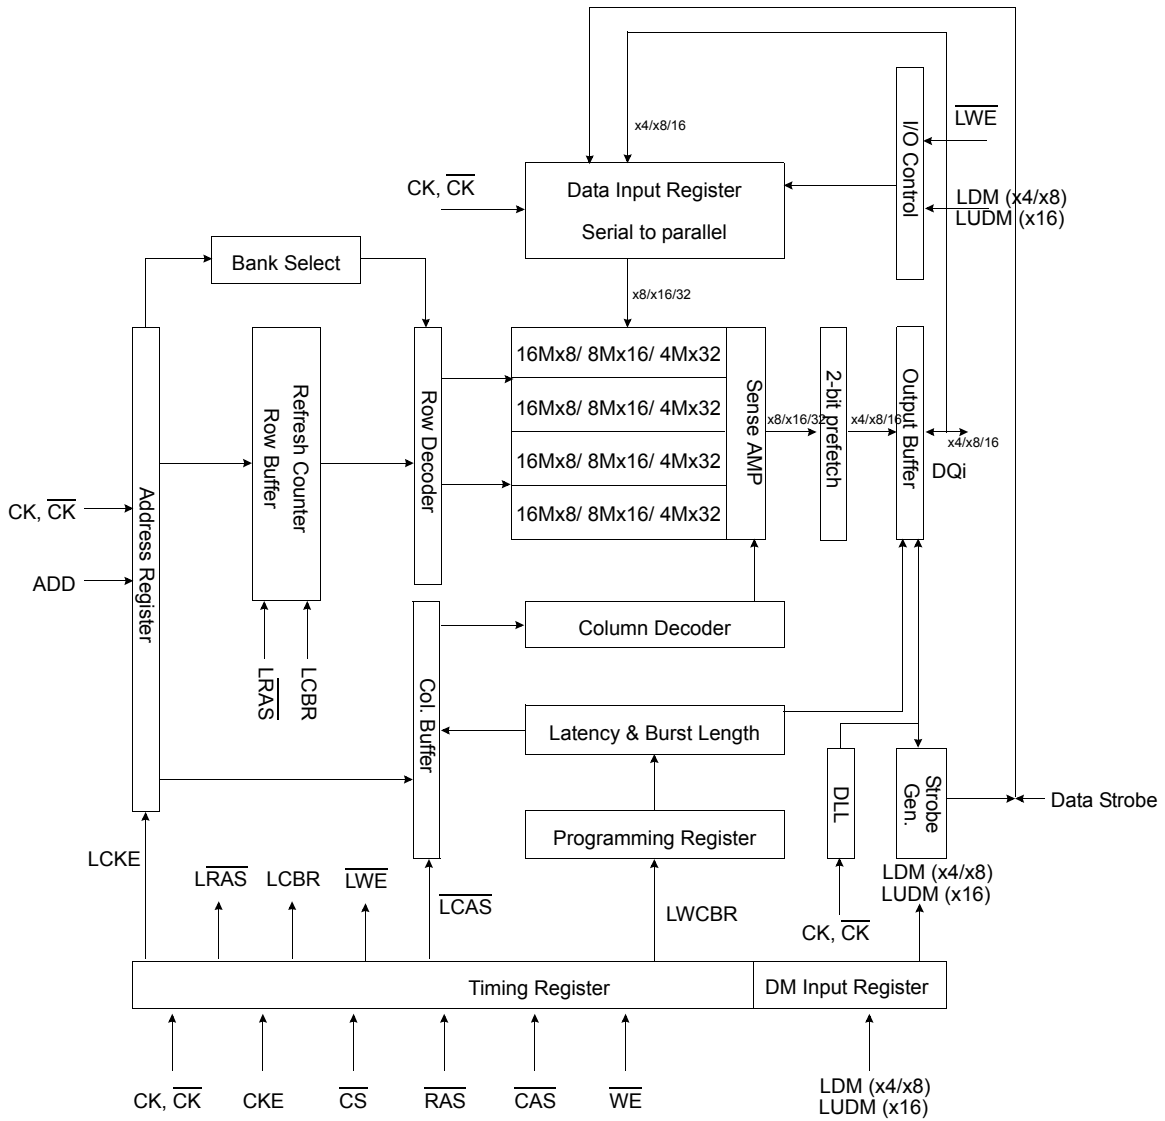 x4/x8/16
LWE
I/O Control
CK, CK
Data Input Register
Serial to parallel
LDM (x4/x8)
LUDM (x16)
Bank Select
x8/x16/32
16Mx8/ 8Mx16/ 4Mx32
16Mx8/ 8Mx16/ 4Mx32
16Mx8/ 8Mx16/ 4Mx32
16Mx8/ 8Mx16/ 4Mx32
Address Register
Refresh Counter
Row Buffer
Row Decoder
Sense AMP
x8/x16/32
2-bit prefetch
x4/x8/16
Output Buffer
x4/x8/16
DQi
CK, CK
ADD
LRAS
LCBR
Col. Buffer
Column Decoder
Latency & Burst Length
Programming Register
DLL
Strobe
Gen.
Data Strobe
LCKE
LRAS
LCBR
LWE
LCAS
LWCBR
CK, CK
LDM (x4/x8)
LUDM (x16)
Timing Register
DM Input Register
CK, CK
CKE
CS
RAS
CAS
WE
LDM (x4/x8)
LUDM (x16)